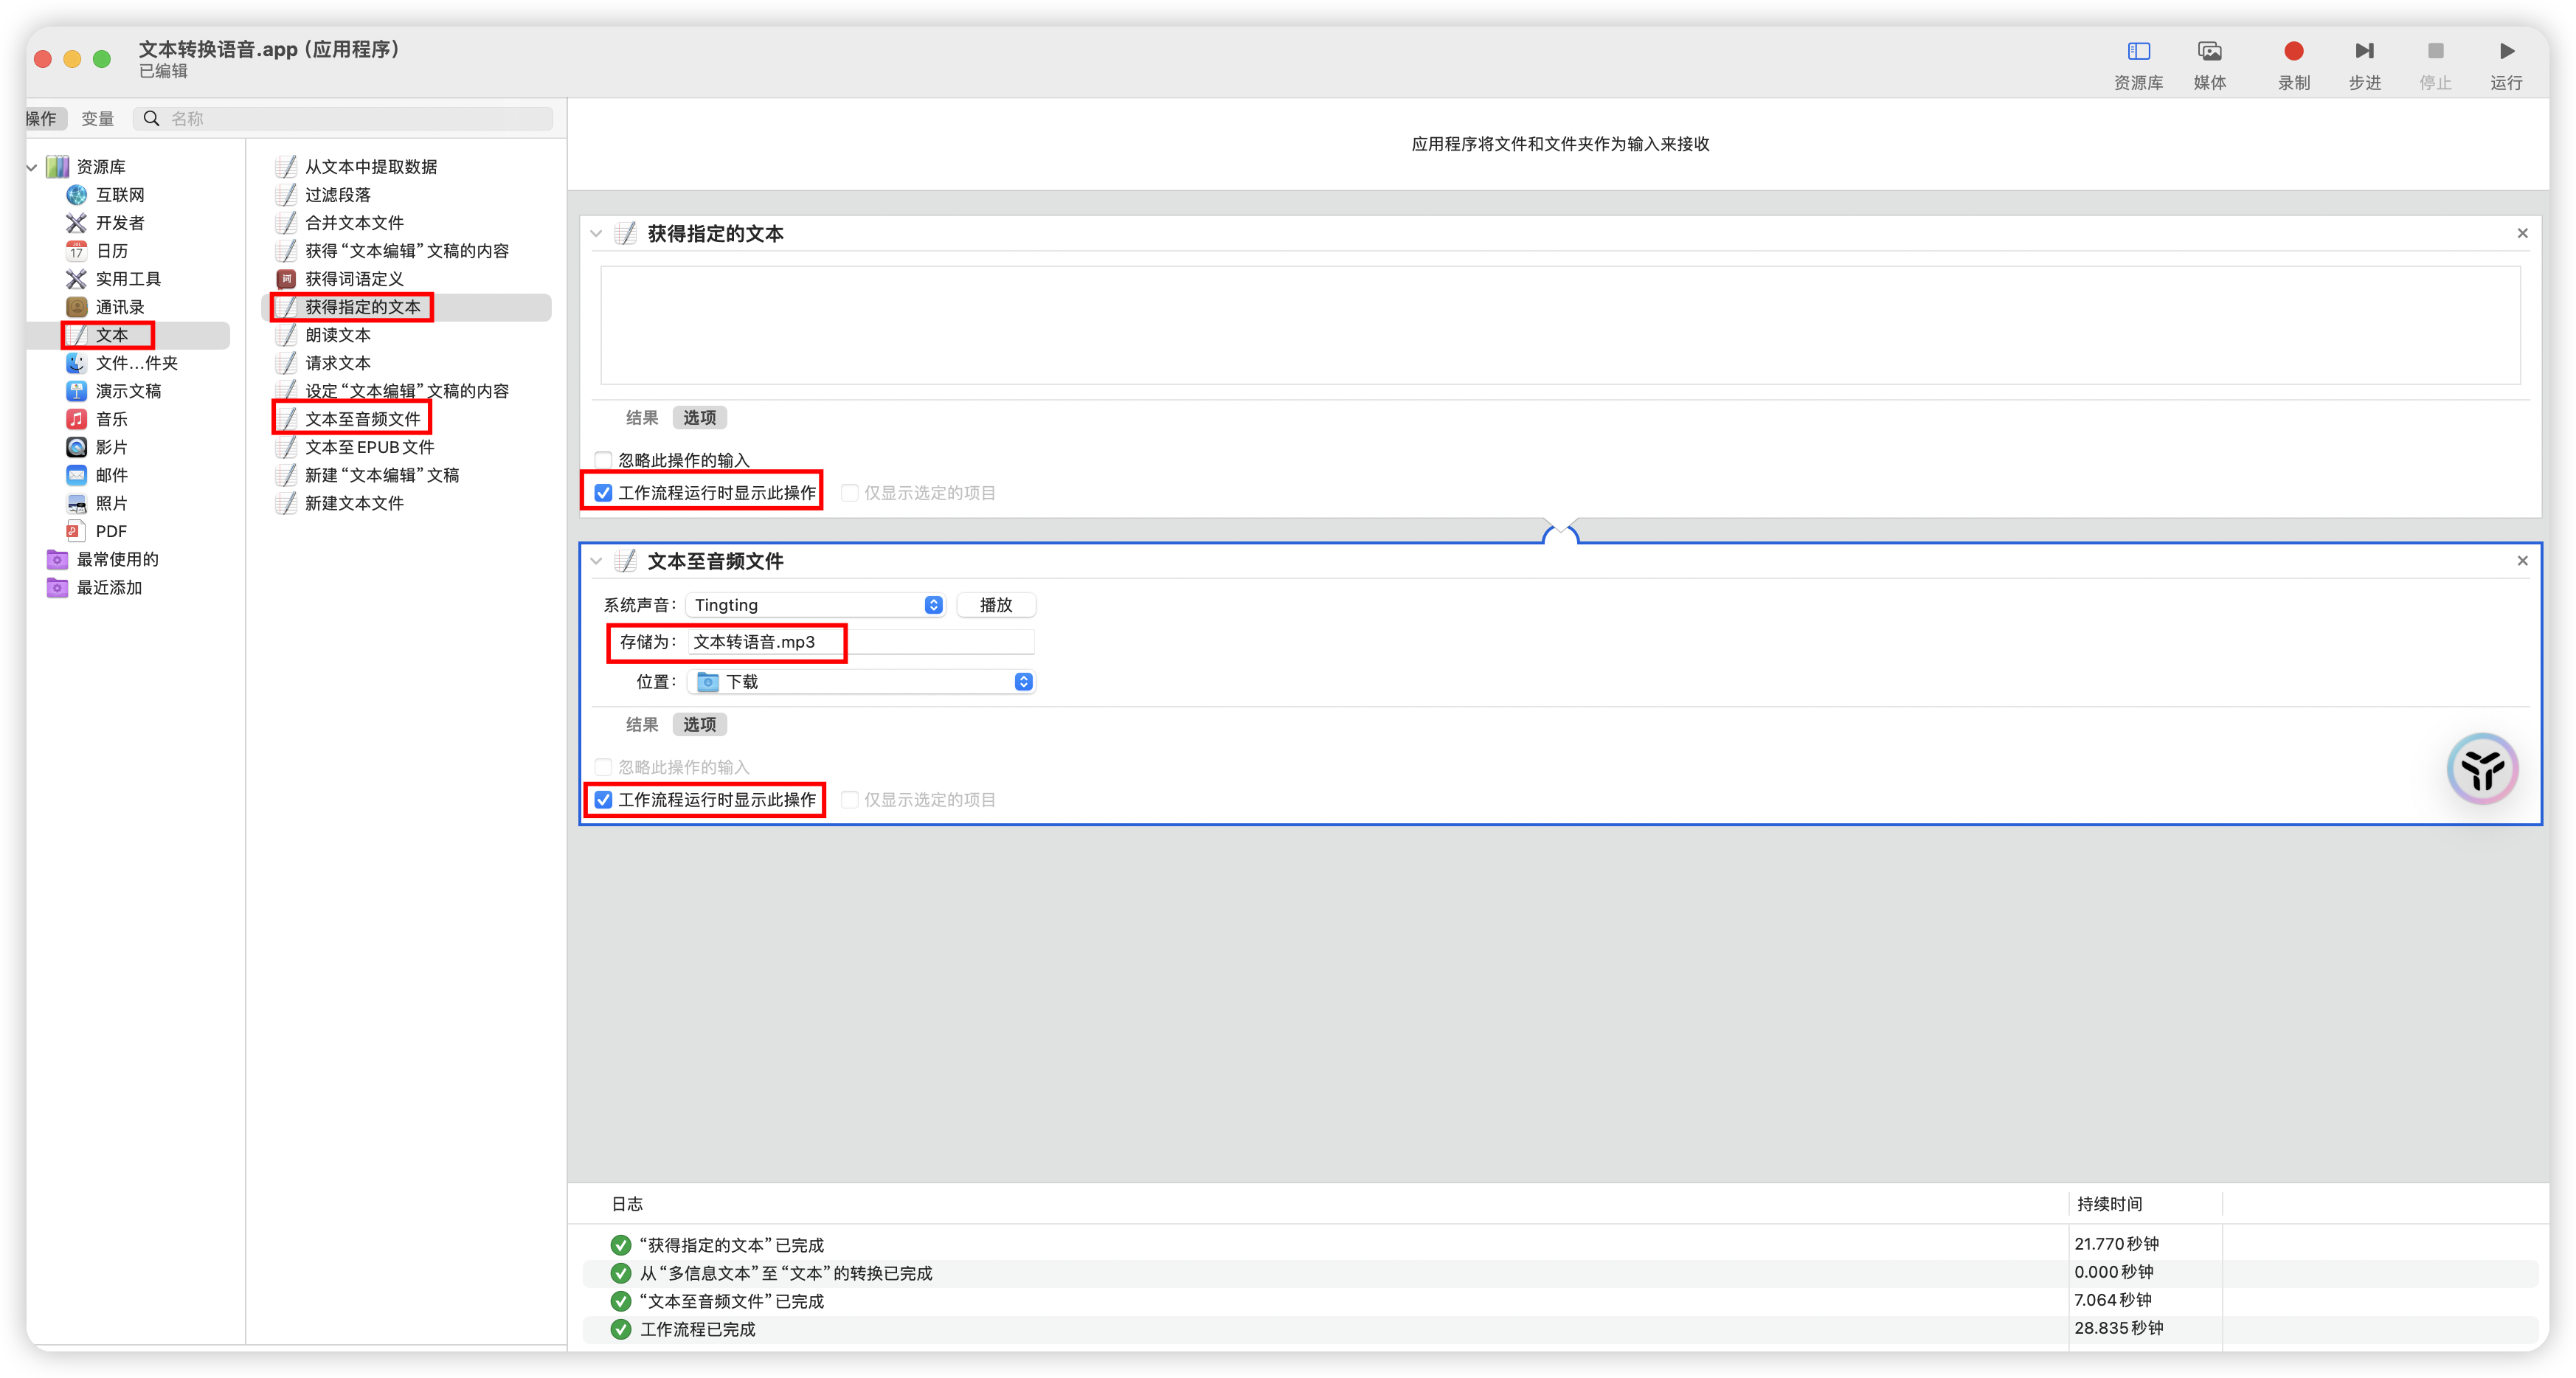 文本转换语音.app（应用程序）
已编辑
资源库
媒体
录制
步进
停止
运行
操作
变量
名称
资源库
互联网
开发者
17
日历
实用工具
通讯录
文本
文件…件夹
演示文稿
音乐
影片
邮件
照片
PDF
最常使用的
最近添加
从文本中提取数据
过滤段落
合并文本文件
获得“文本编辑”文稿的内容
词
获得词语定义
获得指定的文本
朗读文本
请求文本
设定“文本编辑”文稿的内容
文本至音频文件
文本至EPUB文件
新建“文本编辑”文稿
新建文本文件
应用程序将文件和文件夹作为输入来接收
获得指定的文本
结果 选项
忽略此操作的输入
工作流程运行时显示此操作 仅显示选定的项目
文本至音频文件
系统声音： Tingting 播放
存储为： 文本转语音.mp3
位置： 下载
结果 选项
忽略此操作的输入
工作流程运行时显示此操作 仅显示选定的项目
日志 持续时间
“获得指定的文本”已完成 21.770秒钟
从“多信息文本”至“文本”的转换已完成 0.000秒钟
“文本至音频文件”已完成 7.064秒钟
工作流程已完成 28.835秒钟